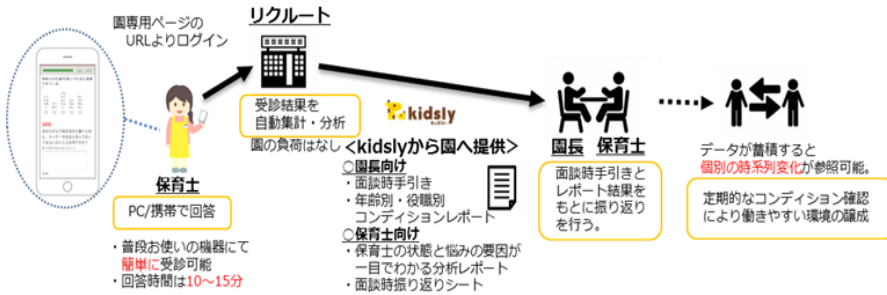 園専用ページの
URLよりログイン
保育士
PC/携帯で回答
・普段お使いの機器にて
簡単に受診可能
・回答時間は10～15分
リクルート
受診結果を
自動集計・分析
園の負荷はなし
kidsly
キッズリー
<kidslyから園へ提供>
○園長向け
・面談時手引き
・年齢別・役職別
コンディションレポート
○保育士向け
・保育士の状態と悩みの要因が
一目でわかる分析レポート
・面談時振り返りシート
園長 保育士
面談時手引きと
レポート結果を
もとに振り返り
を行う。
データが蓄積すると
個別の時系列変化が参照可能。
定期的なコンディション確認
により働きやすい環境の醸成